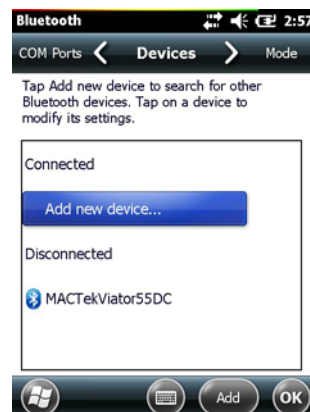 Bluetooth 2:57
COM Ports Devices Mode
Tap Add new device to search for other
Bluetooth devices. Tap on a device to
modify its settings.
Connected
Add new device...
Disconnected
MACTekViator55DC
Add OK